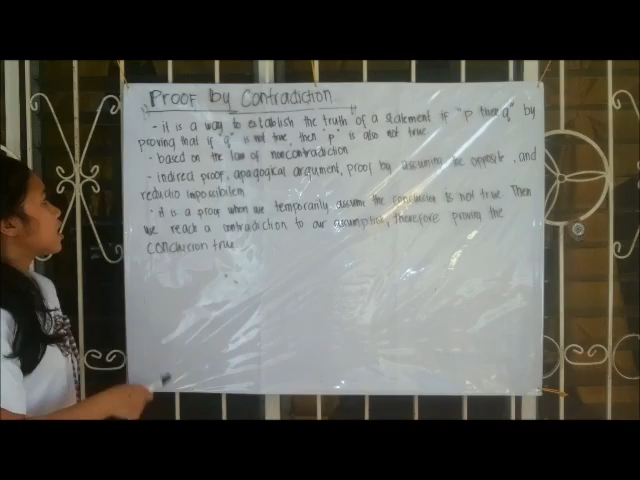 Proof by Contradiction
- it is a way to establish the truth of a statement if "p then q" by
proving that if "q" is not true, then "p" is also not true
- based on the law of noncontradiction
- indirect proof, apagogical argument, proof by assuming the opposite, and
reductio impossibilem
- it is a proof when we temporarily assume the conclusion is not true Then
we reach a contradiction to our assumption, therefore proving the
conclusion true